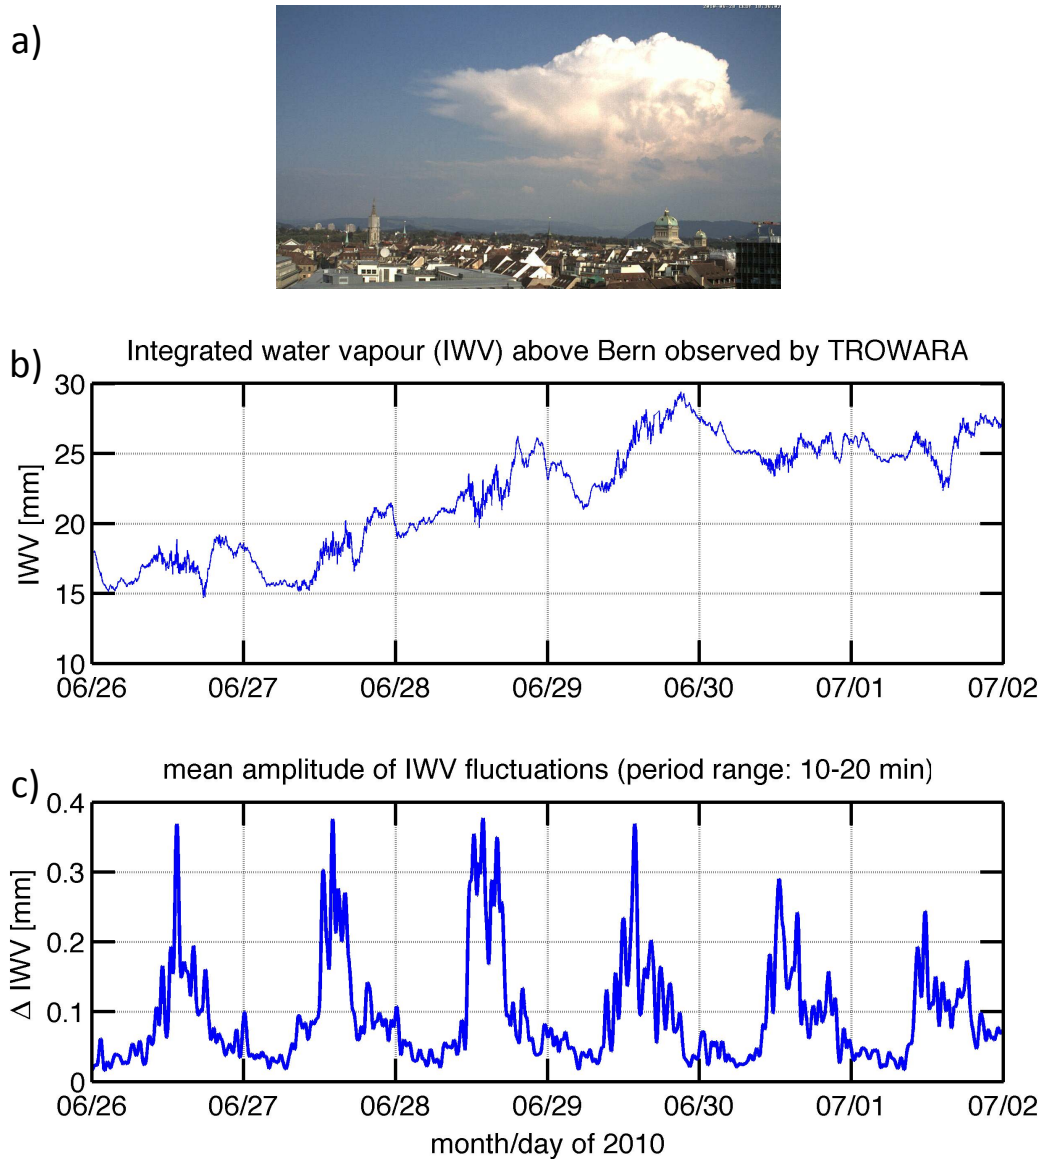 a)
Integrated water vapour (IWV) above Bern observed by TROWARA
b)
30
25
20
15
10
IWV [mm]
06/26 06/27 06/28 06/29 06/30 07/01 07/02
mean amplitude of IWV fluctuations (period range: 10-20 min)
c)
0.4
0.3
0.2
0.1
0
Δ IWV [mm]
06/26 06/27 06/28 06/29 06/30 07/01 07/02
month/day of 2010